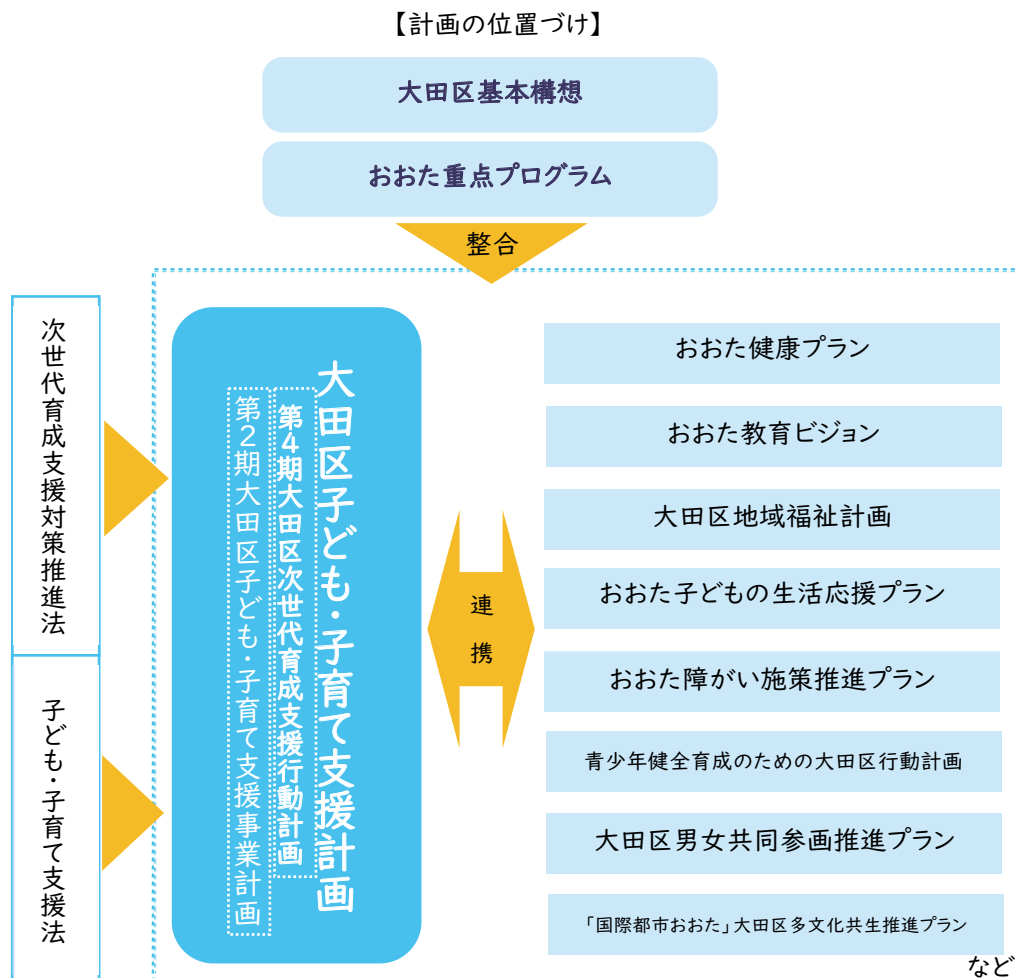 【計画の位置づけ】
大田区基本構想
おおた重点プログラム
整合
次世代育成支援対策推進法
子ども・子育て支援法
大田区子ども・子育て支援計画
第4期大田区次世代育成支援行動計画
第2期大田区子ども・子育て支援事業計画
連
携
おおた健康プラン
おおた教育ビジョン
大田区地域福祉計画
おおた子どもの生活応援プラン
おおた障がい施策推進プラン
青少年健全育成のための大田区行動計画
大田区男女共同参画推進プラン
「国際都市おおた」大田区多文化共生推進プラン
など